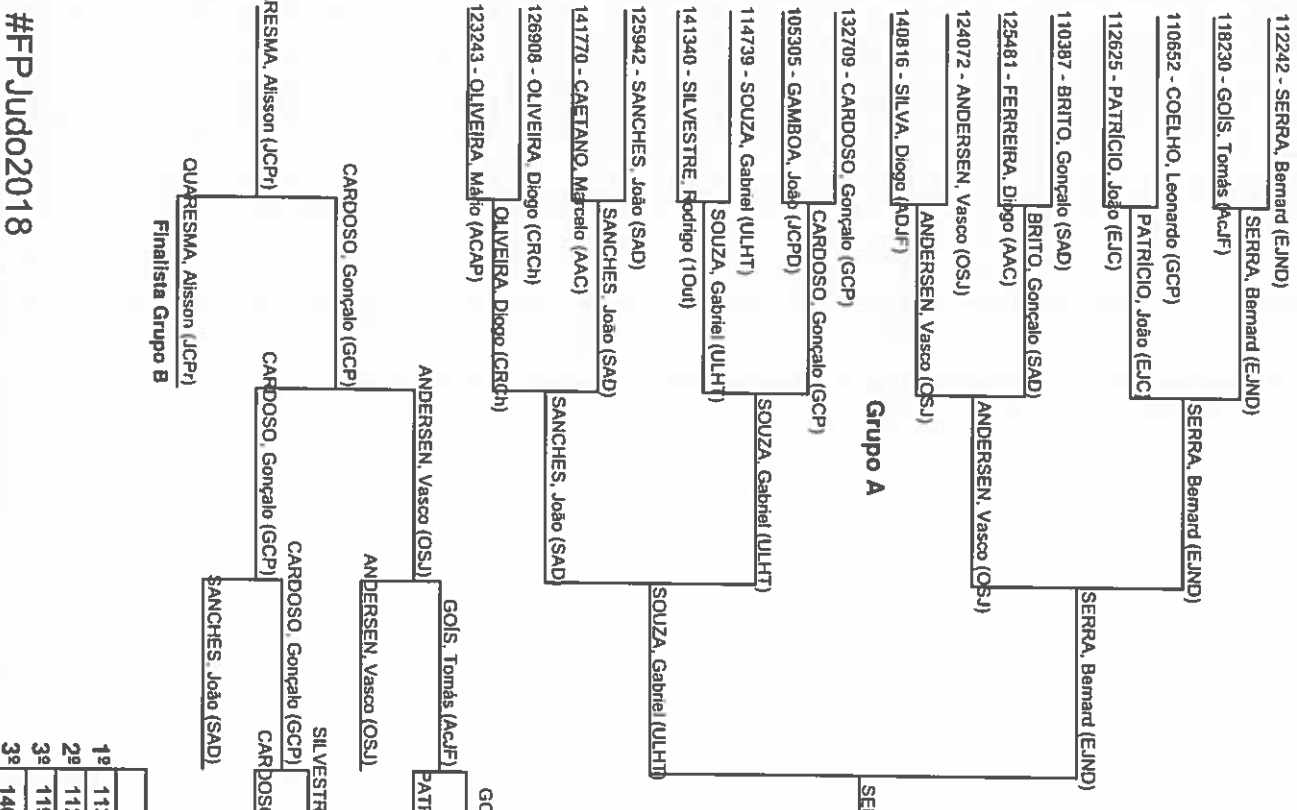 112242 - SERRA, Bernard (EJND)
SERRA, Bernard (EJND)
118230 - GOÍS, Tomás (AcJF)
SERRA, Bernard (EJND)
110652 - COELHO, Leonardo (GCP)
PATRÍCIO, João (EJC)
112625 - PATRÍCIO, João (EJC)
SERRA, Bernard (EJND)
110387 - BRITO, Gonçalo (SAD)
BRITO, Gonçalo (SAD)
125481 - FERREIRA, Diogo (AAC)
ANDERSEN, Vasco (OSJ)
124072 - ANDERSEN, Vasco (OSJ)
ANDERSEN, Vasco (OSJ)
140816 - SILVA, Diogo (ADJF)
Grupo A
132709 - CARDOSO, Gonçalo (GCP)
CARDOSO, Gonçalo (GCP)
105305 - GAMBOA, João (JCPD)
SOUZA, Gabriel (ULHT)
114739 - SOUZA, Gabriel (ULHT)
SOUZA, Gabriel (ULHT)
141340 - SILVESTRE, Rodrigo (1Out)
SOUZA, Gabriel (ULHT)
125942 - SANCHES, João (SAD)
SANCHES, João (SAD)
141770 - CAETANO, Marcelo (AAC)
SANCHES, João (SAD)
126908 - OLIVEIRA, Diogo (CRCh)
OLIVEIRA, Diogo (CRCh)
123243 - OLIVEIRA, Mário (ACAP)
GOÍS, Tomás (AcJF)
ANDERSEN, Vasco (OSJ)
ANDERSEN, Vasco (OSJ)
CARDOSO, Gonçalo (GCP)
RESMA, Alisson (JCPr)
CARDOSO, Gonçalo (GCP)
QUARESMA, Alisson (JCPr)
Finalista Grupo B
SILVESTR
CARDOSO, Gonçalo (GCP)
CARDOSO
SANCHES, João (SAD)
1º
2º
3º
3º
#FPJudo2018